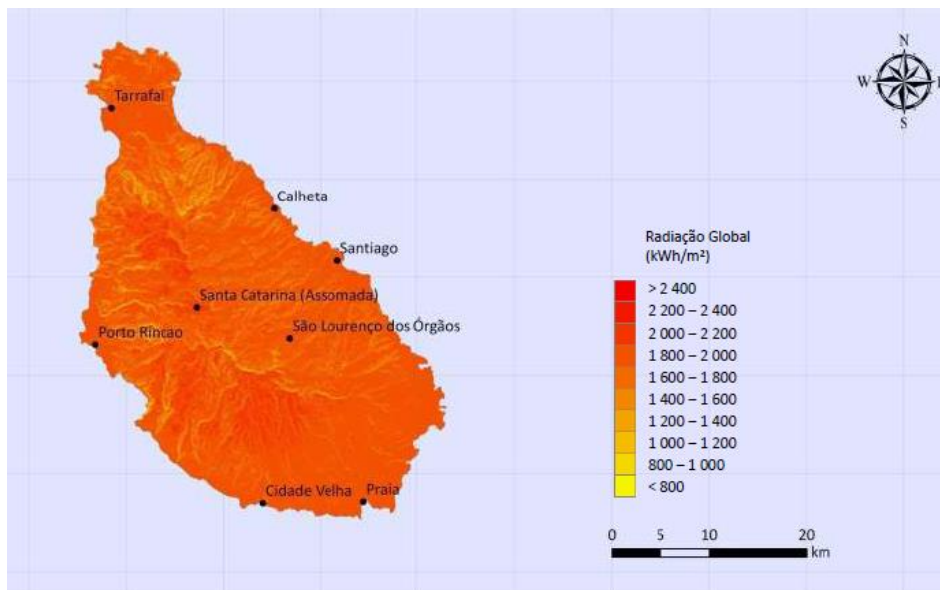 N
W
E
S
Tarrafal
Calheta
Santiago
Santa Catarina (Assomada)
São Lourenço dos Órgãos
Porto Rincao
Cidade Velha
Praia
Radiação Global
(kWh/m²)
> 2 400
2 200 – 2 400
2 000 – 2 200
1 800 – 2 000
1 600 – 1 800
1 400 – 1 600
1 200 – 1 400
1 000 – 1 200
800 – 1 000
< 800
0 5 10 20
km